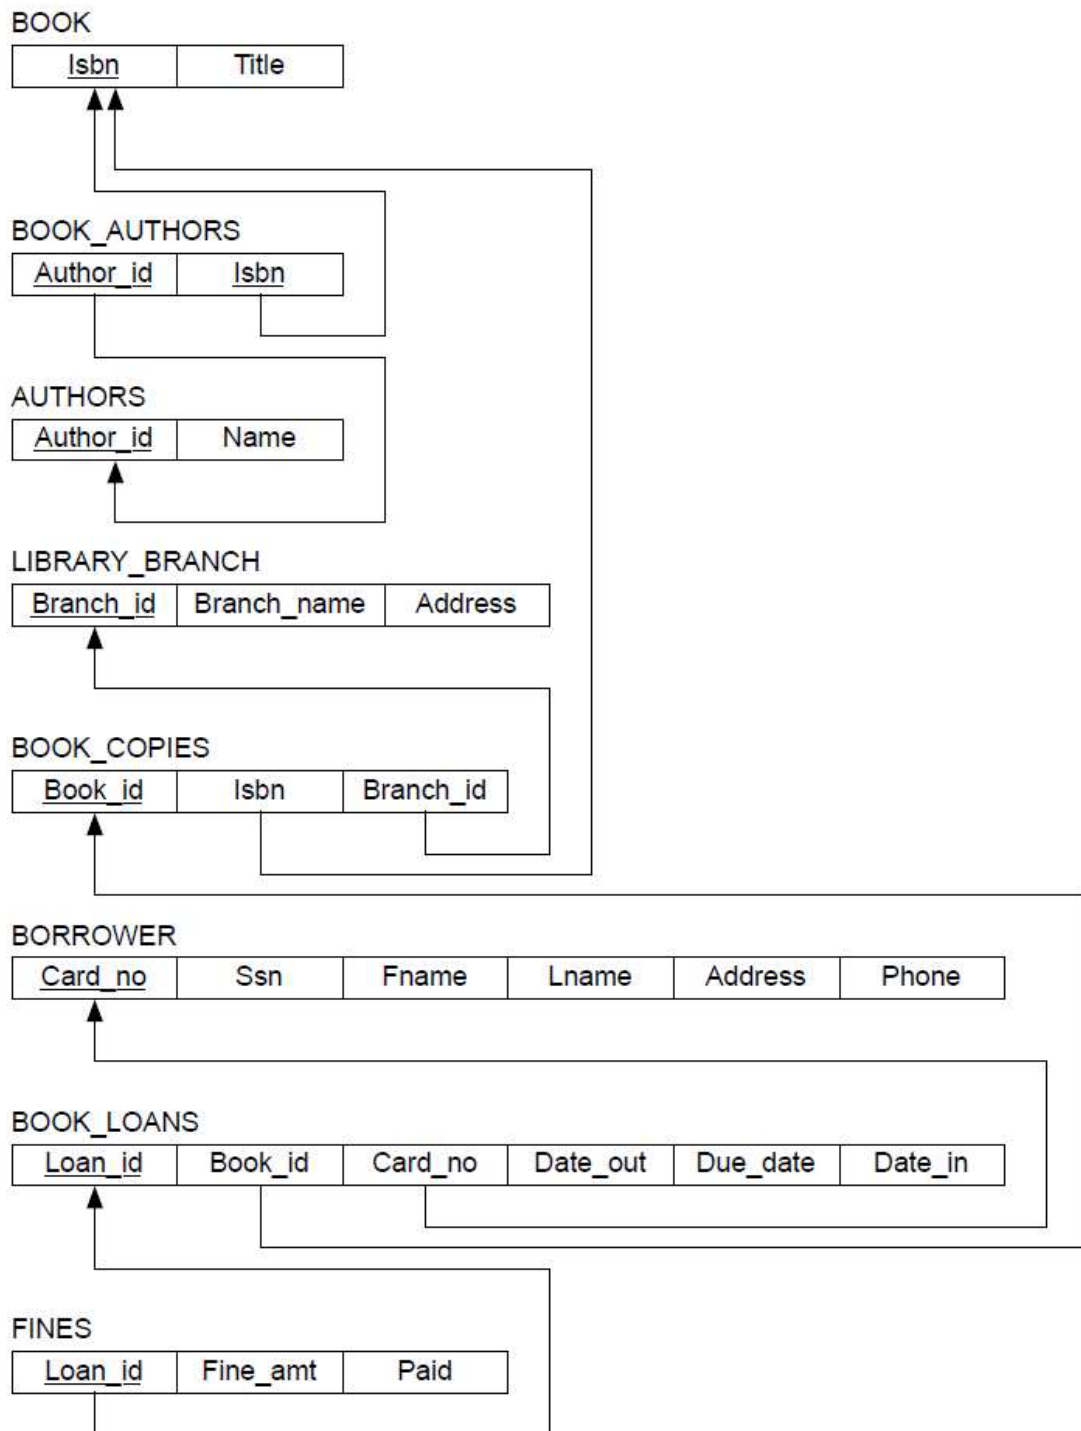 BOOK
Isbn Title
BOOK_AUTHORS
Author_id Isbn
AUTHORS
Author_id Name
LIBRARY_BRANCH
Branch_id Branch_name Address
BOOK_COPIES
Book_id Isbn Branch_id
BORROWER
Card_no Ssn Fname Lname Address Phone
BOOK_LOANS
Loan_id Book_id Card_no Date_out Due_date Date_in
FINES
Loan_id Fine_amt Paid